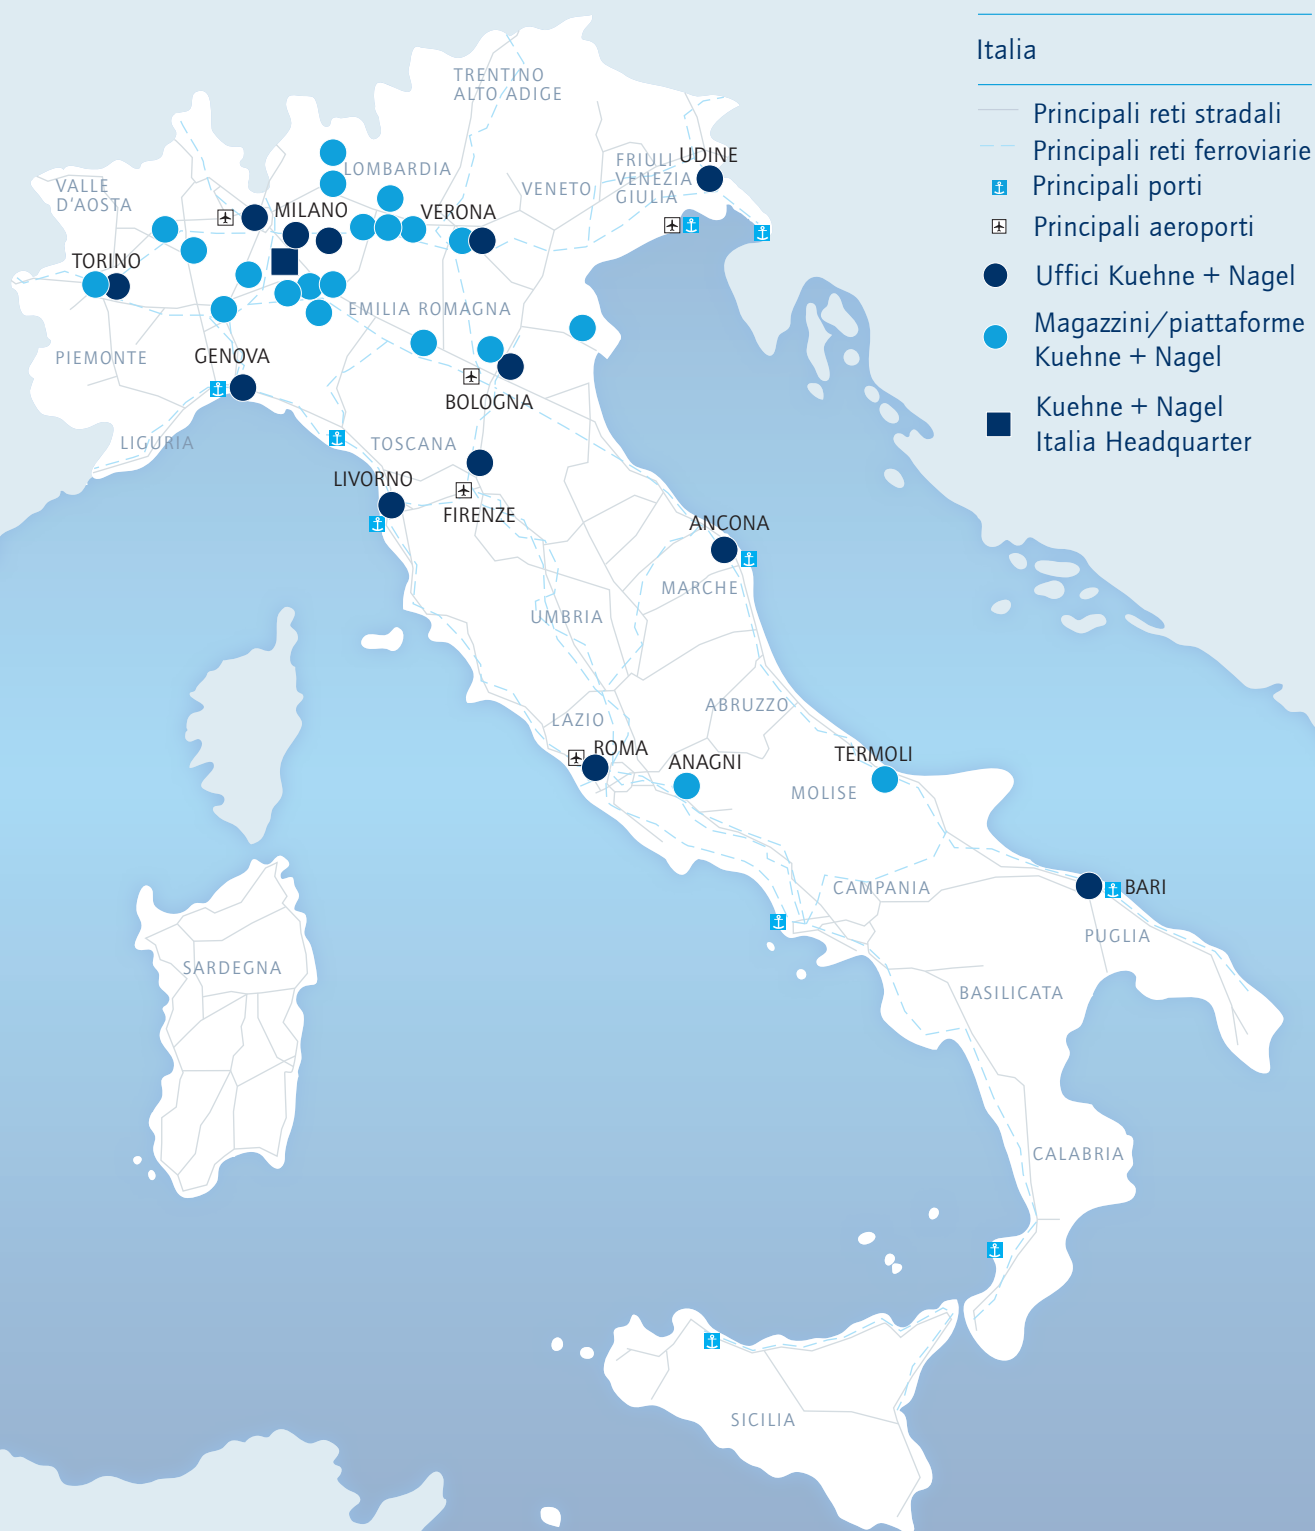 Italia
Principali reti stradali
Principali reti ferroviarie
Principali porti
Principali aeroporti
Uffici Kuehne + Nagel
Magazzini/piattaforme
Kuehne + Nagel
Kuehne + Nagel
Italia Headquarter
TRENTINO
ALTO ADIGE
FRIULI
VENEZIA
GIULIA
UDINE
LOMBARDIA
VALLE
D'AOSTA
VENETO
MILANO
VERONA
TORINO
EMILIA ROMAGNA
PIEMONTE
GENOVA
BOLOGNA
LIGURIA
TOSCANA
LIVORNO
FIRENZE
ANCONA
MARCHE
UMBRIA
ABRUZZO
LAZIO
ROMA
ANAGNI
TERMOLI
MOLISE
CAMPANIA
BARI
PUGLIA
SARDEGNA
BASILICATA
CALABRIA
SICILIA